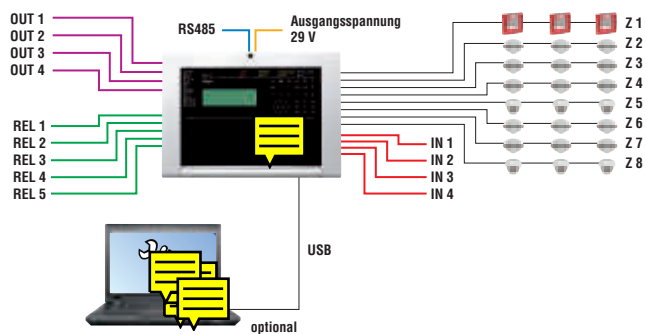 OUT 1
OUT 2
OUT 3
OUT 4
RS485
Ausgangsspannung
29 V
Z 1
Z 2
Z 3
Z 4
Z 5
Z 6
Z 7
Z 8
REL 1
REL 2
REL 3
REL 4
REL 5
IN 1
IN 2
IN 3
IN 4
USB
optional